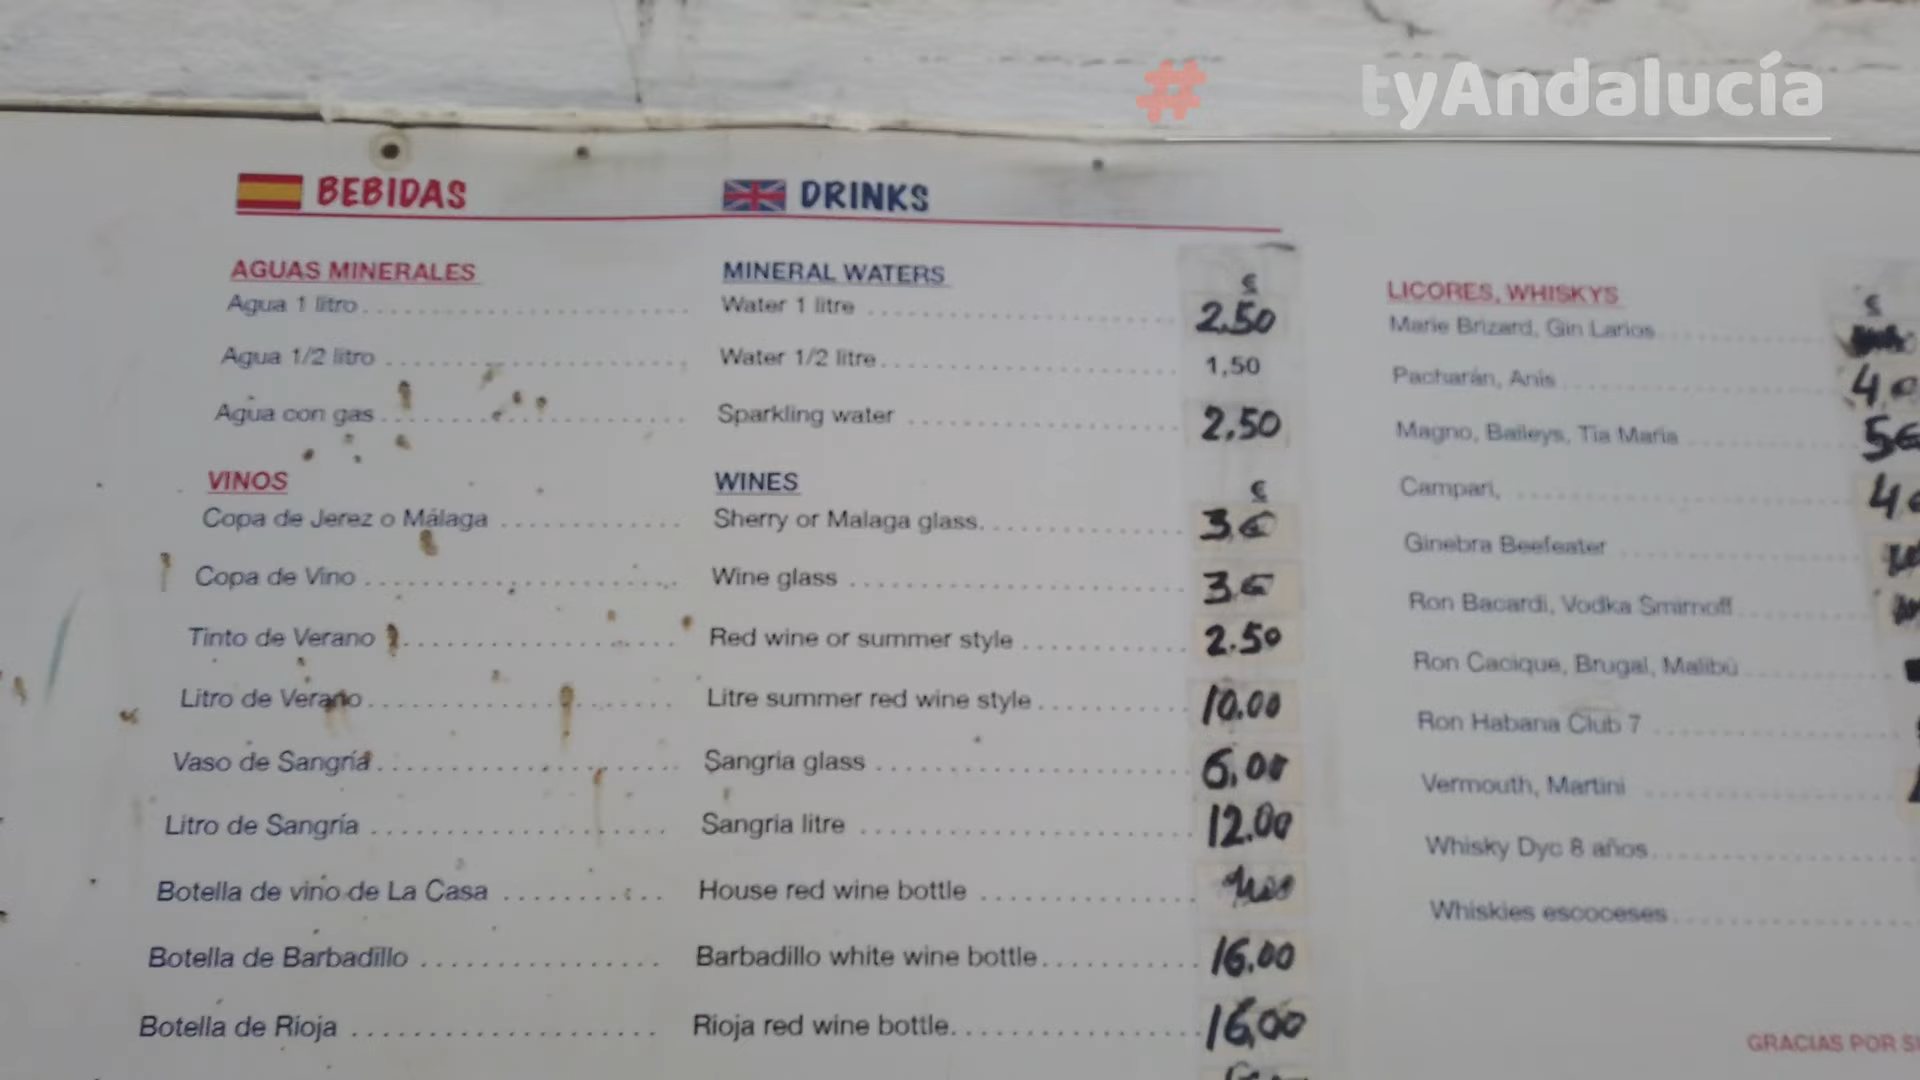 # tyAndalucía
BEBIDAS
DRINKS
AGUAS MINERALES
MINERAL WATERS
€
Agua 1 litro
Water 1 litre
2.50
Agua 1/2 litro
Water 1/2 litre
1,50
Agua con gas
Sparkling water
2,50
VINOS
WINES
€
Copa de Jerez o Málaga
Sherry or Malaga glass
3,€
Copa de Vino
Wine glass
3.€
Tinto de Verano
Red wine or summer style
2.50
Litro de Verano
Litre summer red wine style
10.00
Vaso de Sangría
Sangria glass
6,00
Litro de Sangría
Sangria litre
12.00
Botella de vino de La Casa
House red wine bottle
Botella de Barbadillo
Barbadillo white wine bottle
16.00
Botella de Rioja
Rioja red wine bottle
16,00
LICORES, WHISKYS
€
Marie Brizard, Gin Larios
Pacharán, Anis
4€
Magno, Baileys, Tia Maria
5€
Campari,
4€
Ginebra Beefeater
Ron Bacardi, Vodka Smirnoff
Ron Cacique, Brugal, Malibú
Ron Habana Club 7
Vermouth, Martini
Whisky Dyc 8 años
Whiskies escoceses
GRACIAS POR